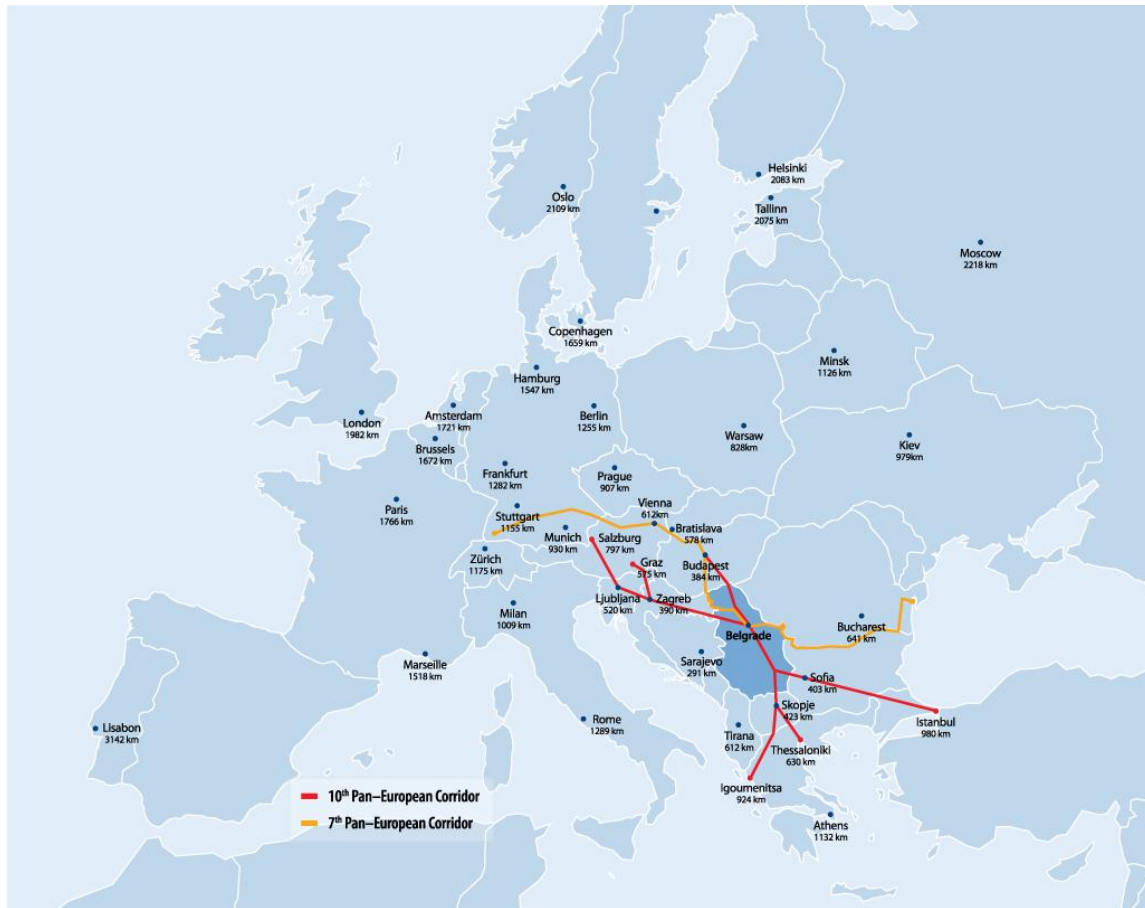 Helsinki
2083 km
Oslo
2109 km
Tallinn
2075 km
Moscow
2218 km
Copenhagen
1659 km
Minsk
1126 km
Hamburg
1547 km
Amsterdam
1721 km
Berlin
1255 km
London
1982 km
Warsaw
828km
Kiev
979km
Brussels
1672 km
Frankfurt
1282 km
Prague
907 km
Paris
1766 km
Stuttgart
1155 km
Vienna
612km
Bratislava
578 km
Munich
930 km
Salzburg
797 km
Zürich
1175 km
Graz
575 km
Budapest
384 km
Ljubljana
520 km
Zagreb
390 km
Milan
1009 km
Bucharest
641 km
Belgrade
Marseille
1518 km
Sarajevo
291 km
Sofia
403 km
Skopje
423 km
Lisabon
3142 km
Rome
1289 km
Tirana
612 km
Istanbul
980 km
Thessaloniki
630 km
Igoumenitsa
924 km
10th Pan–European Corridor
7th Pan–European Corridor
Athens
1132 km